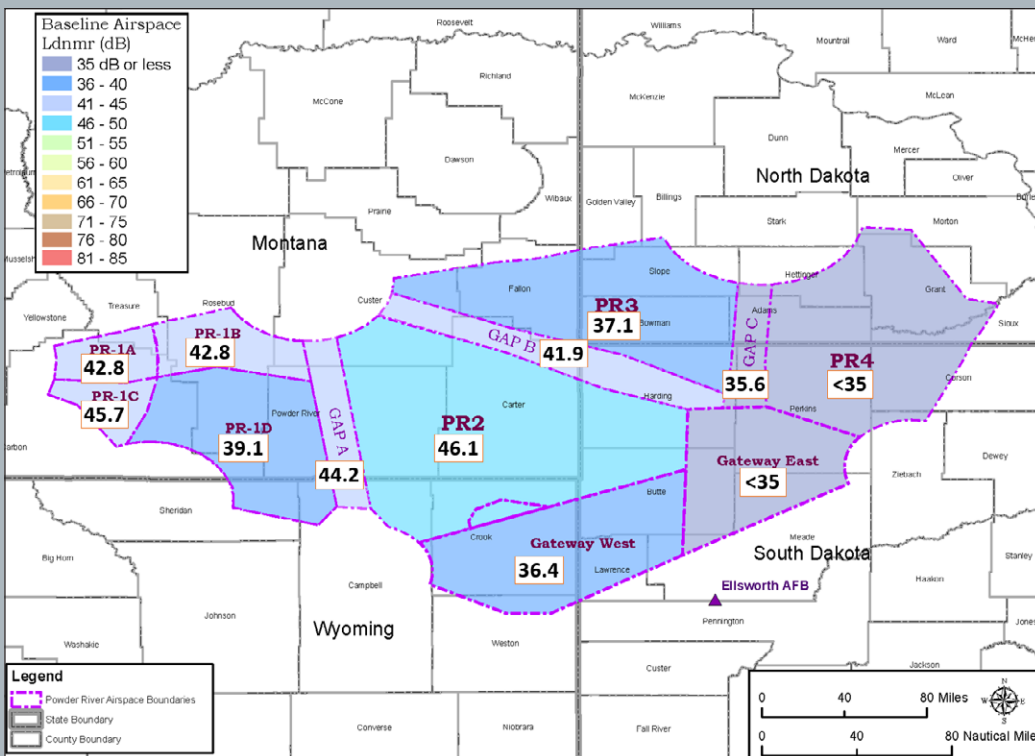 Baseline Airspace
Ldnmr (dB)
35 dB or less
36 - 40
41 - 45
46 - 50
51 - 55
56 - 60
61 - 65
66 - 70
71 - 75
76 - 80
81 - 85
Roosevelt
Williams
Mountrail
Ward
Richland
McCone
McKenzie
McLean
Dunn
Mercer
Dawson
North Dakota
Oliver
Wibaux
Golden Valley
Billings
Prairie
Stark
Morton
Montana
Slope
Hettinger
Fallon
Grant
Custer
Treasure
Rosebud
Yellowstone
Adams
Sioux
PR3
37.1
Bowman
PR-1B
42.8
PR-1A
42.8
GAP B
41.9
GAP C
PR4
<35
35.6
PR-1C
45.7
Harding
Carson
Carter
Perkins
Powder River
GAP A
PR2
46.1
PR-1D
39.1
44.2
Gateway East
<35
Dewey
Ziebach
Butte
Sheridan
Crook
Gateway West
36.4
Meade
South Dakota
Big Horn
Lawrence
Stanley
Haakon
Campbell
Ellsworth AFB
Johnson
Pennington
Wyoming
Weston
Washakie
Custer
Jackson
Legend
Powder River Airspace Boundaries
State Boundary
County Boundary
Converse
Niobrara
Fall River
0 40 80 Miles
0 40 80 Nautical Mile
N
W E
S